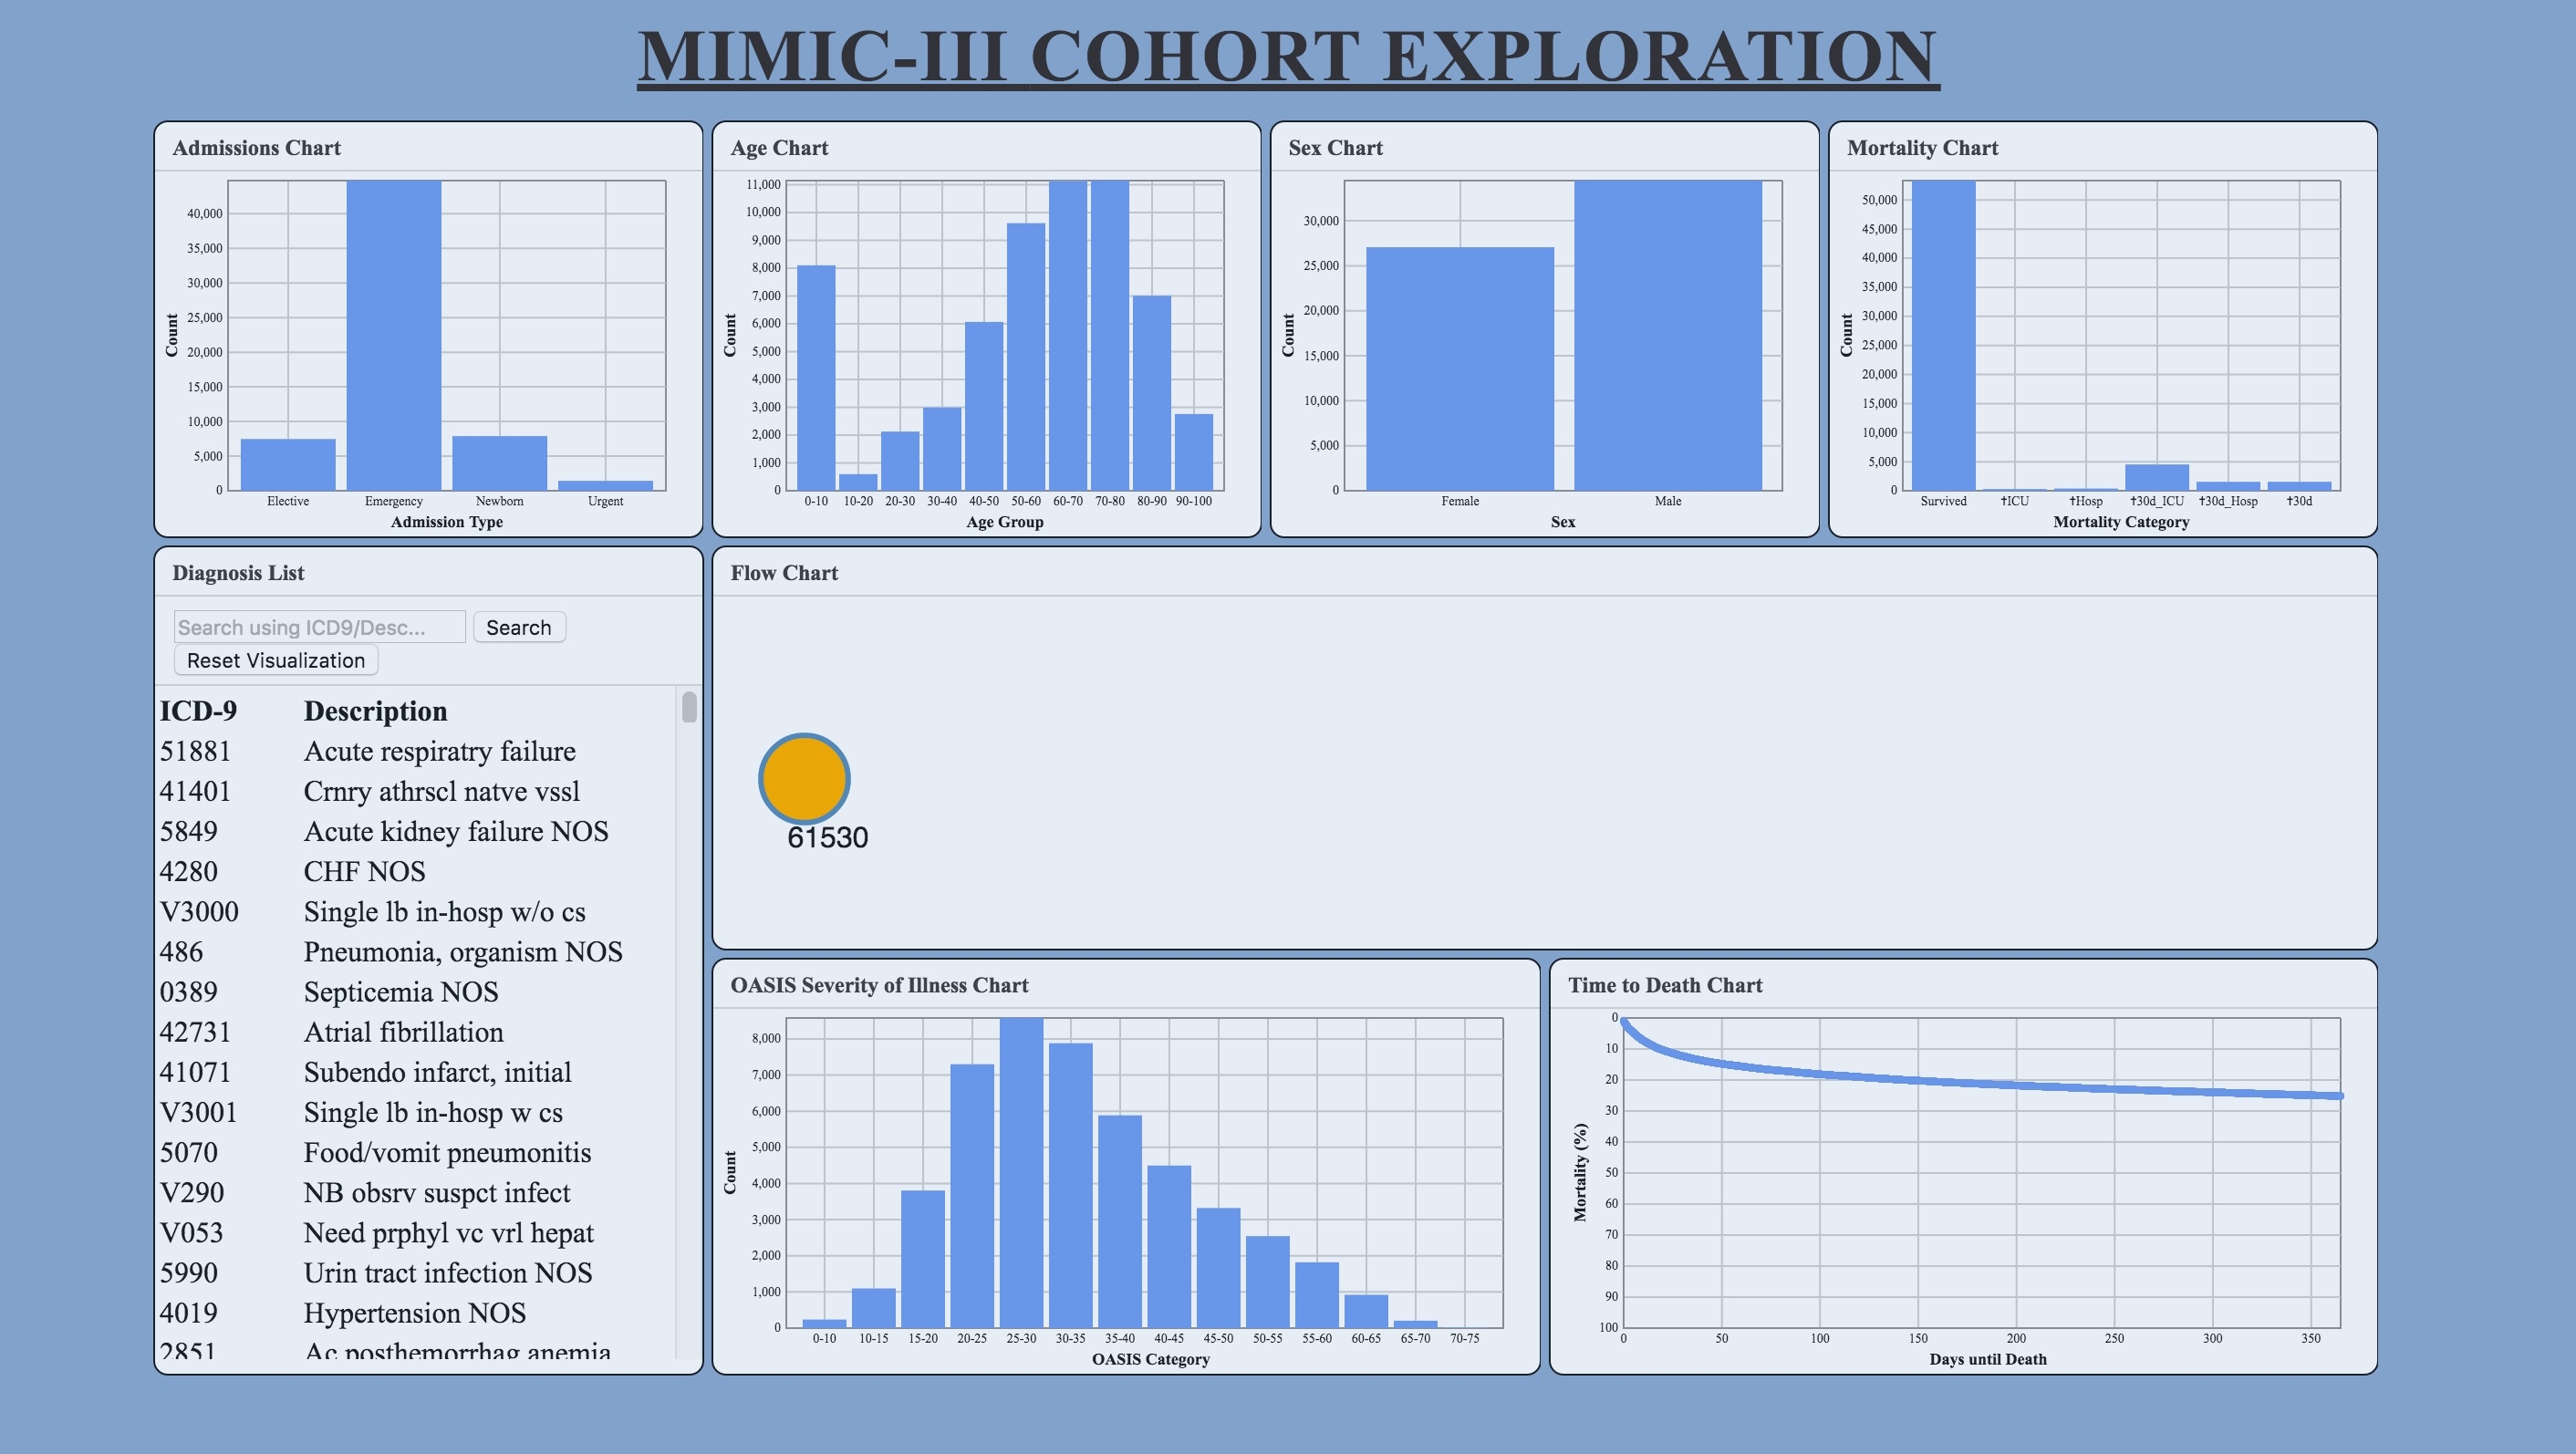 MIMIC-III COHORT EXPLORATION
Admissions Chart
40,000
35,000
30,000
25,000
20,000
15,000
10,000
5,000
0
Count
Elective Emergency Newborn Urgent
Admission Type
Age Chart
11,000
10,000
9,000
8,000
7,000
6,000
5,000
4,000
3,000
2,000
1,000
0
Count
0-10 10-20 20-30 30-40 40-50 50-60 60-70 70-80 80-90 90-100
Age Group
Sex Chart
30,000
25,000
20,000
15,000
10,000
5,000
0
Count
Female Male
Sex
Mortality Chart
50,000
45,000
40,000
35,000
30,000
25,000
20,000
15,000
10,000
5,000
0
Count
Survived ✝ICU ✝Hosp ✝30d_ICU ✝30d_Hosp ✝30d
Mortality Category
Diagnosis List
Search using ICD9/Desc... Search
Reset Visualization
ICD-9 Description
51881 Acute respiratry failure
41401 Crnry athrscl natve vssl
5849 Acute kidney failure NOS
4280 CHF NOS
V3000 Single lb in-hosp w/o cs
486 Pneumonia, organism NOS
0389 Septicemia NOS
42731 Atrial fibrillation
41071 Subendo infarct, initial
V3001 Single lb in-hosp w cs
5070 Food/vomit pneumonitis
V290 NB obsrv suspct infect
V053 Need prphyl vc vrl hepat
5990 Urin tract infection NOS
4019 Hypertension NOS
2851 Ac posthemorrhag anemia
Flow Chart
61530
OASIS Severity of Illness Chart
8,000
7,000
6,000
5,000
4,000
3,000
2,000
1,000
0
Count
0-10 10-15 15-20 20-25 25-30 30-35 35-40 40-45 45-50 50-55 55-60 60-65 65-70 70-75
OASIS Category
Time to Death Chart
0
10
20
30
40
50
60
70
80
90
100
Mortality (%)
0 50 100 150 200 250 300 350
Days until Death